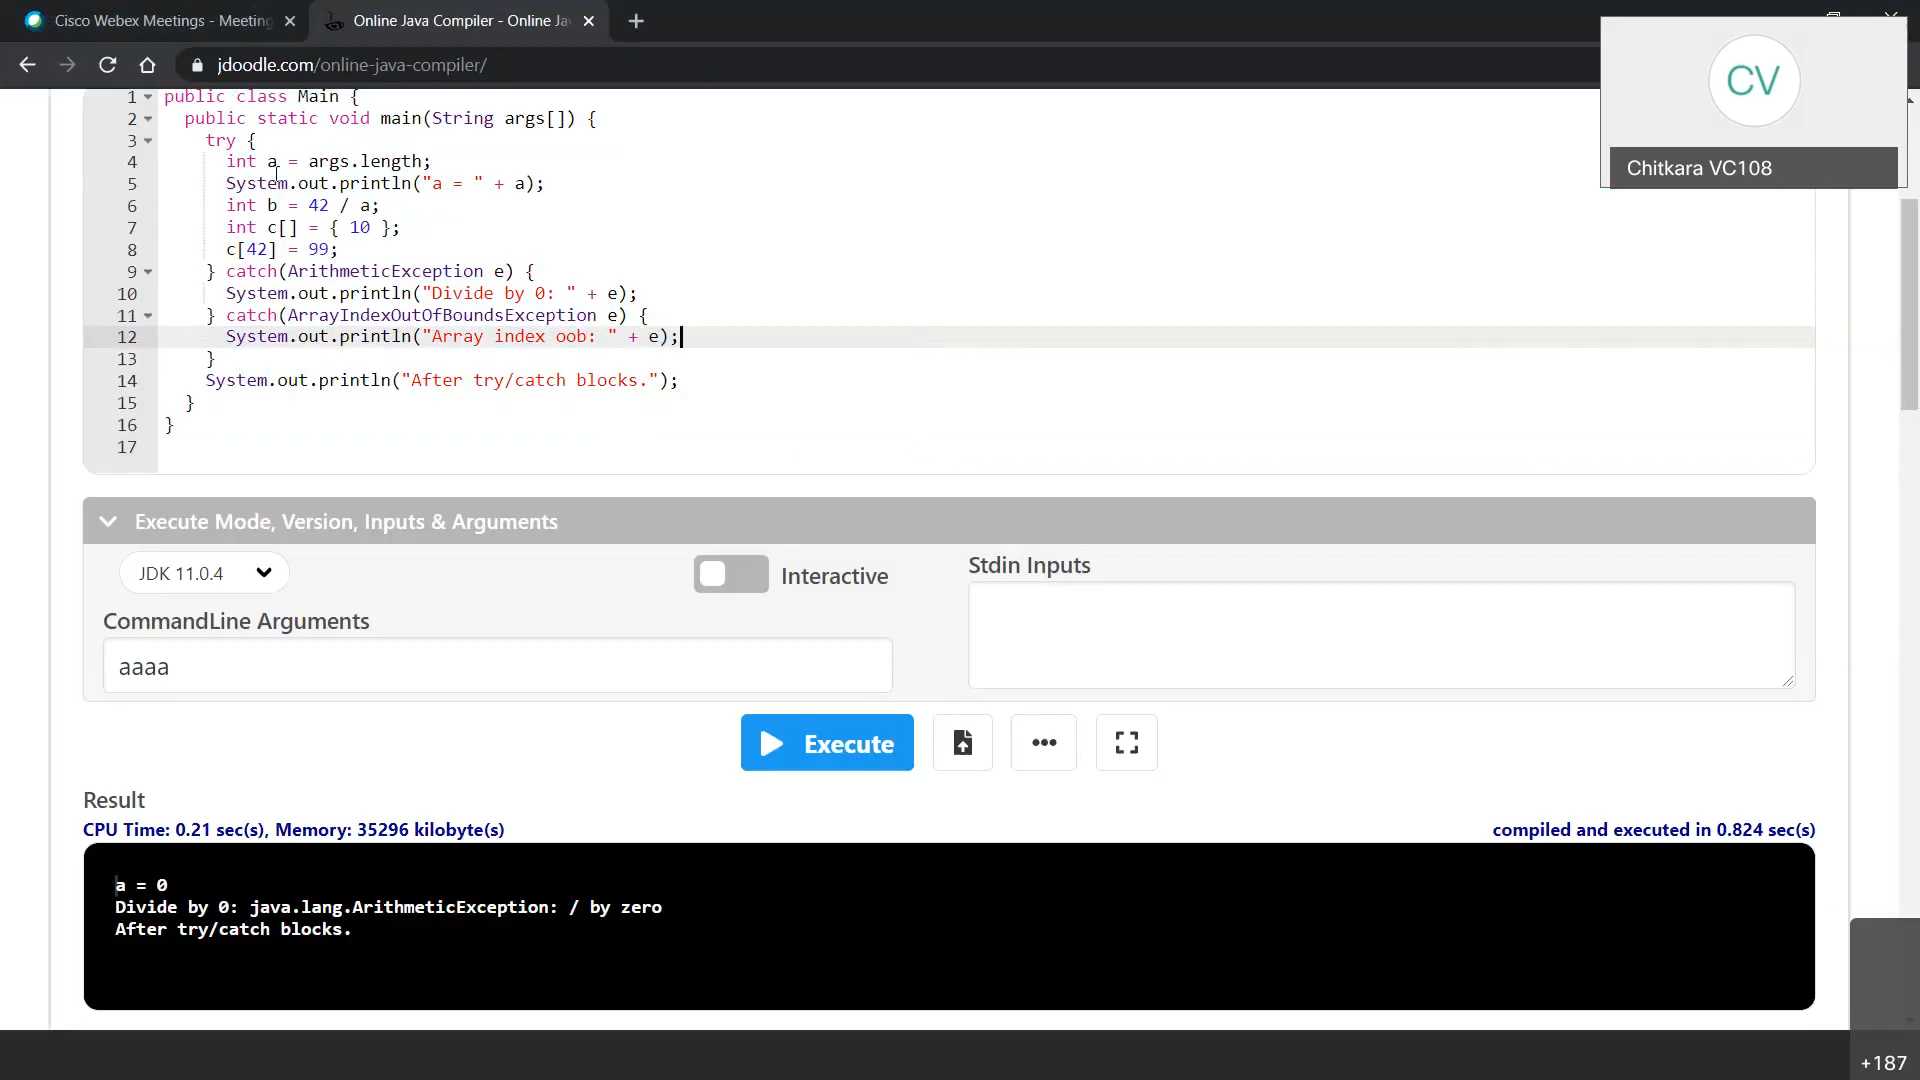 Cisco Webex Meetings - Meeting
Online Java Compiler - Online Ja
jdoodle.com/online-java-compiler/
CV
Chitkara VC108
1 public class Main {
2 public static void main(String args[]) {
3 try {
4 int a = args.length;
5 System.out.println("a = " + a);
6 int b = 42 / a;
7 int c[] = { 10 };
8 c[42] = 99;
9 } catch(ArithmeticException e) {
10 System.out.println("Divide by 0: " + e);
11 } catch(ArrayIndexOutOfBoundsException e) {
12 System.out.println("Array index oob: " + e);
13 }
14 System.out.println("After try/catch blocks.");
15 }
16 }
17
Execute Mode, Version, Inputs & Arguments
JDK 11.0.4
Interactive
Stdin Inputs
CommandLine Arguments
aaaa
Execute
Result
CPU Time: 0.21 sec(s), Memory: 35296 kilobyte(s)
compiled and executed in 0.824 sec(s)
a = 0
Divide by 0: java.lang.ArithmeticException: / by zero
After try/catch blocks.
+187